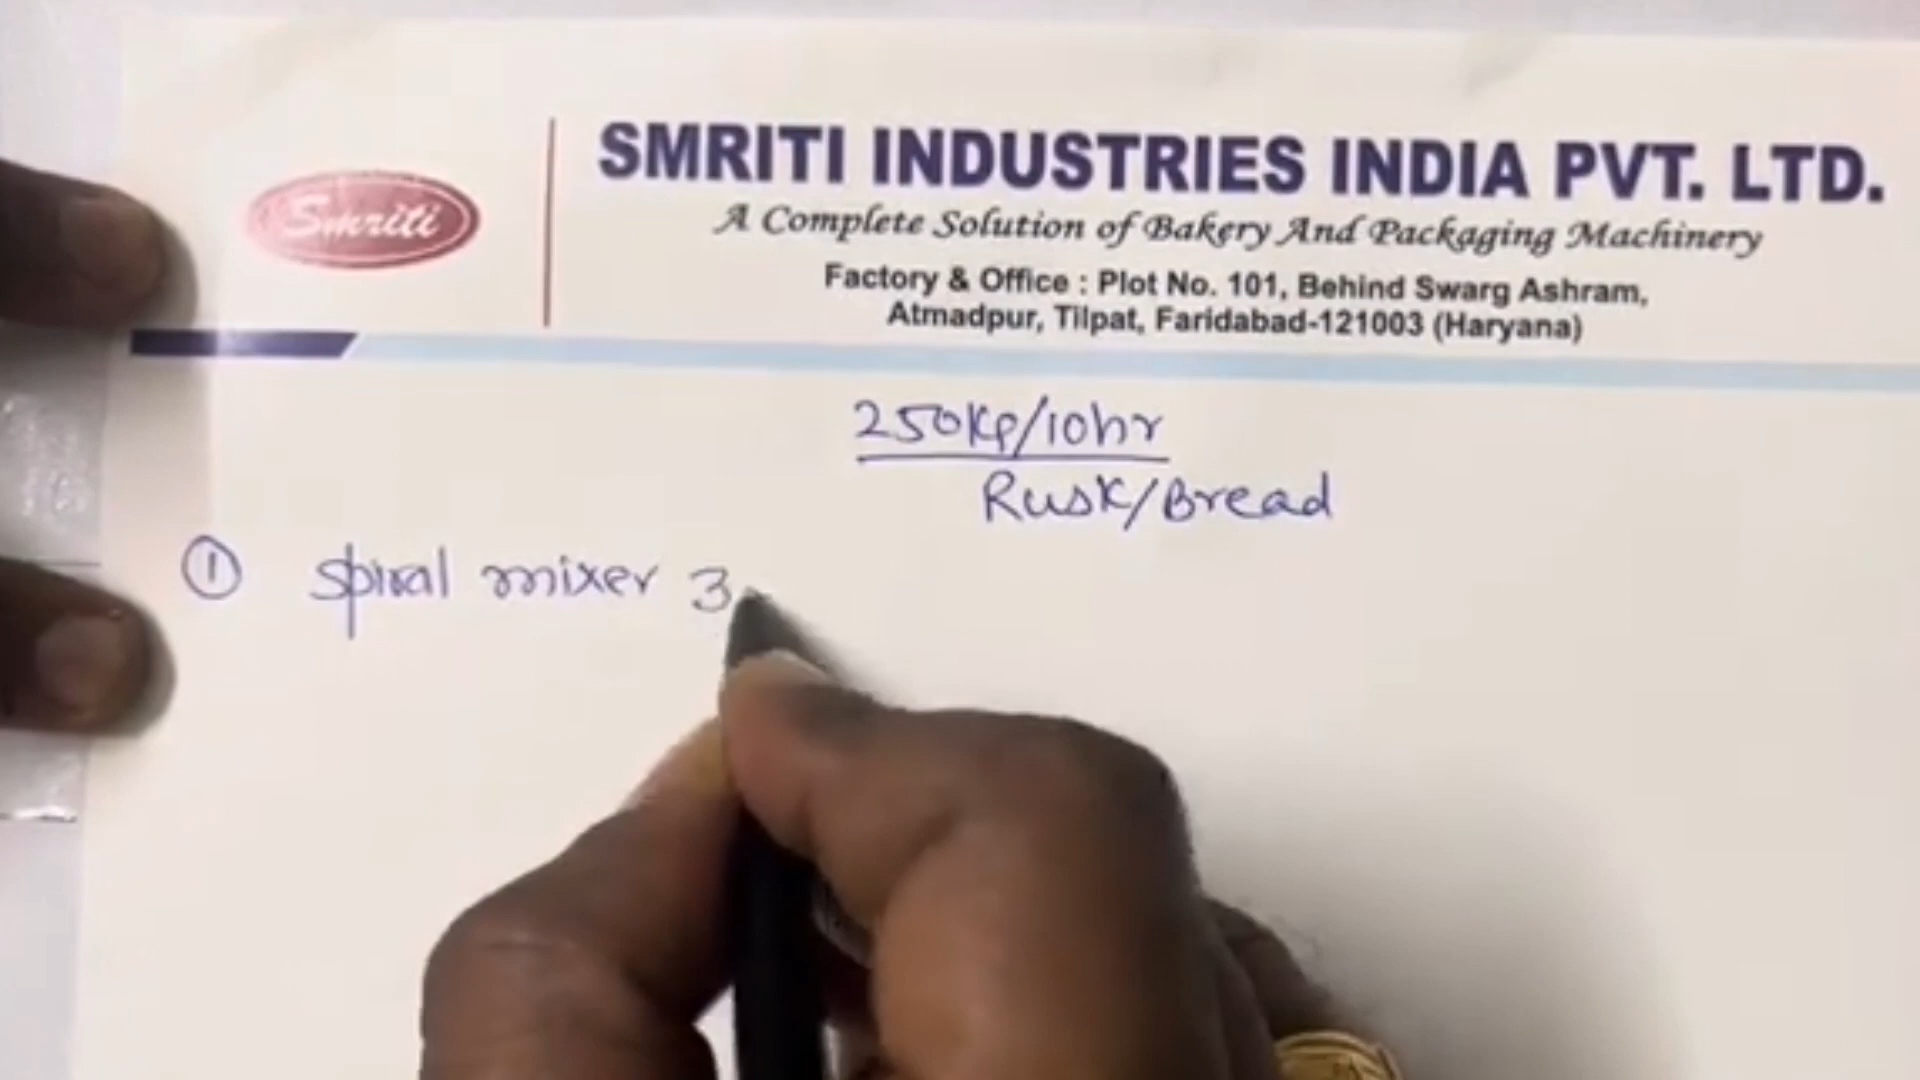 Smriti
SMRITI INDUSTRIES INDIA PVT. LTD.
A Complete Solution of Bakery And Packaging Machinery
Factory & Office : Plot No. 101, Behind Swarg Ashram,
Atmadpur, Tilpat, Faridabad-121003 (Haryana)
250Kg/10hr
Rusk/Bread
① Spiral mixer 3